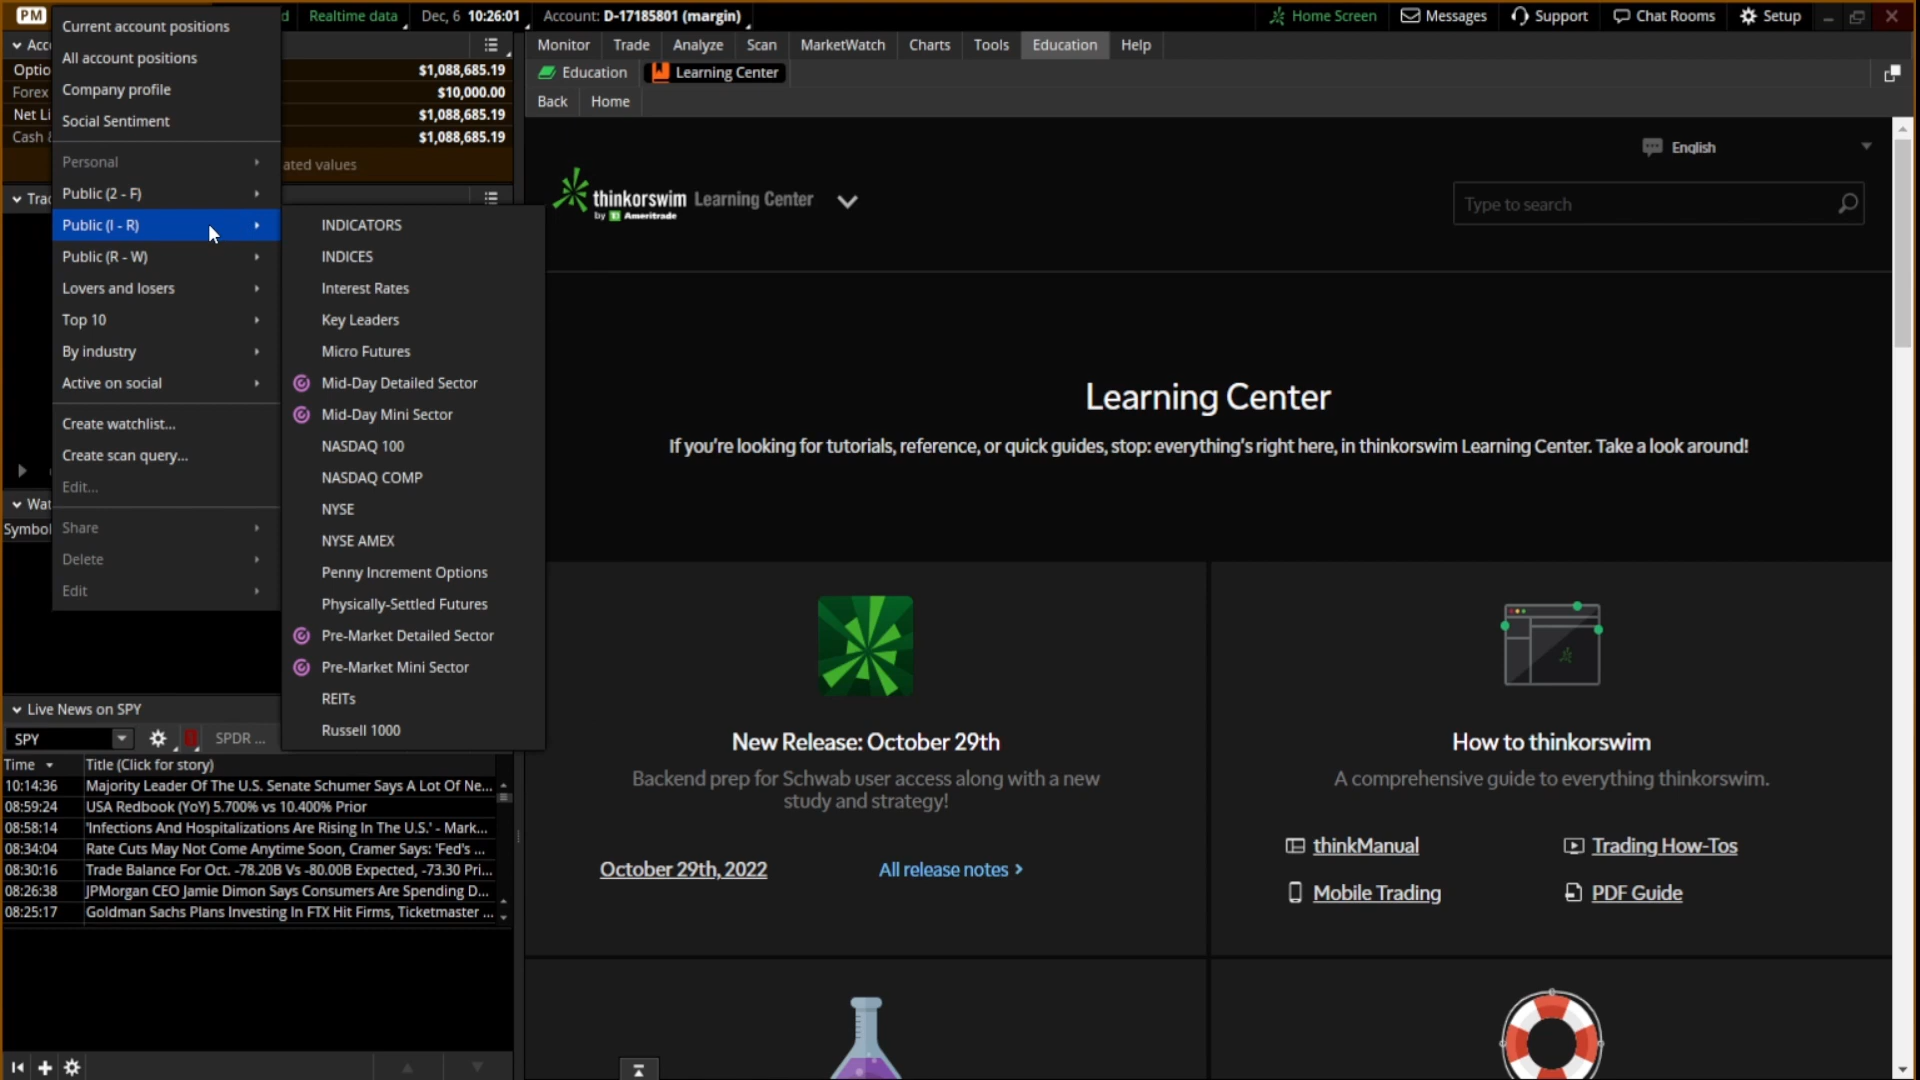 PM
d
Realtime data
Dec, 6 10:26:01
Account: D-17185801 (margin)
Home Screen
Messages
Support
Chat Rooms
Setup
Current account positions
All account positions
Company profile
Social Sentiment
Personal
Public (2 - F)
Public (I - R)
Public (R - W)
Lovers and losers
Top 10
By industry
Active on social
Create watchlist...
Create scan query...
Edit...
Share
Delete
Edit
Acc
Optio
$1,088,685.19
Forex
$10,000.00
Net Li
$1,088,685.19
Cash &
$1,088,685.19
ated values
Trac
INDICATORS
INDICES
Interest Rates
Key Leaders
Micro Futures
Mid-Day Detailed Sector
Mid-Day Mini Sector
NASDAQ 100
NASDAQ COMP
NYSE
NYSE AMEX
Penny Increment Options
Physically-Settled Futures
Pre-Market Detailed Sector
Pre-Market Mini Sector
REITs
Russell 1000
Wat
Symbol
Live News on SPY
SPY
SPDR ...
Time
Title (Click for story)
10:14:36 Majority Leader Of The U.S. Senate Schumer Says A Lot Of Ne...
08:59:24 USA Redbook (YoY) 5.700% vs 10.400% Prior
08:58:14 'Infections And Hospitalizations Are Rising In The U.S.' - Mark...
08:34:04 Rate Cuts May Not Come Anytime Soon, Cramer Says: 'Fed's ...
08:30:16 Trade Balance For Oct. -78.20B Vs -80.00B Expected, -73.30 Pri...
08:26:38 JPMorgan CEO Jamie Dimon Says Consumers Are Spending D...
08:25:17 Goldman Sachs Plans Investing In FTX Hit Firms, Ticketmaster ...
Monitor
Trade
Analyze
Scan
MarketWatch
Charts
Tools
Education
Help
Education
Learning Center
Back
Home
English
thinkorswim Learning Center
by TD Ameritrade
Type to search
Learning Center
If you're looking for tutorials, reference, or quick guides, stop: everything's right here, in thinkorswim Learning Center. Take a look around!
New Release: October 29th
Backend prep for Schwab user access along with a new
study and strategy!
October 29th, 2022
All release notes >
How to thinkorswim
A comprehensive guide to everything thinkorswim.
thinkManual
Trading How-Tos
Mobile Trading
PDF Guide